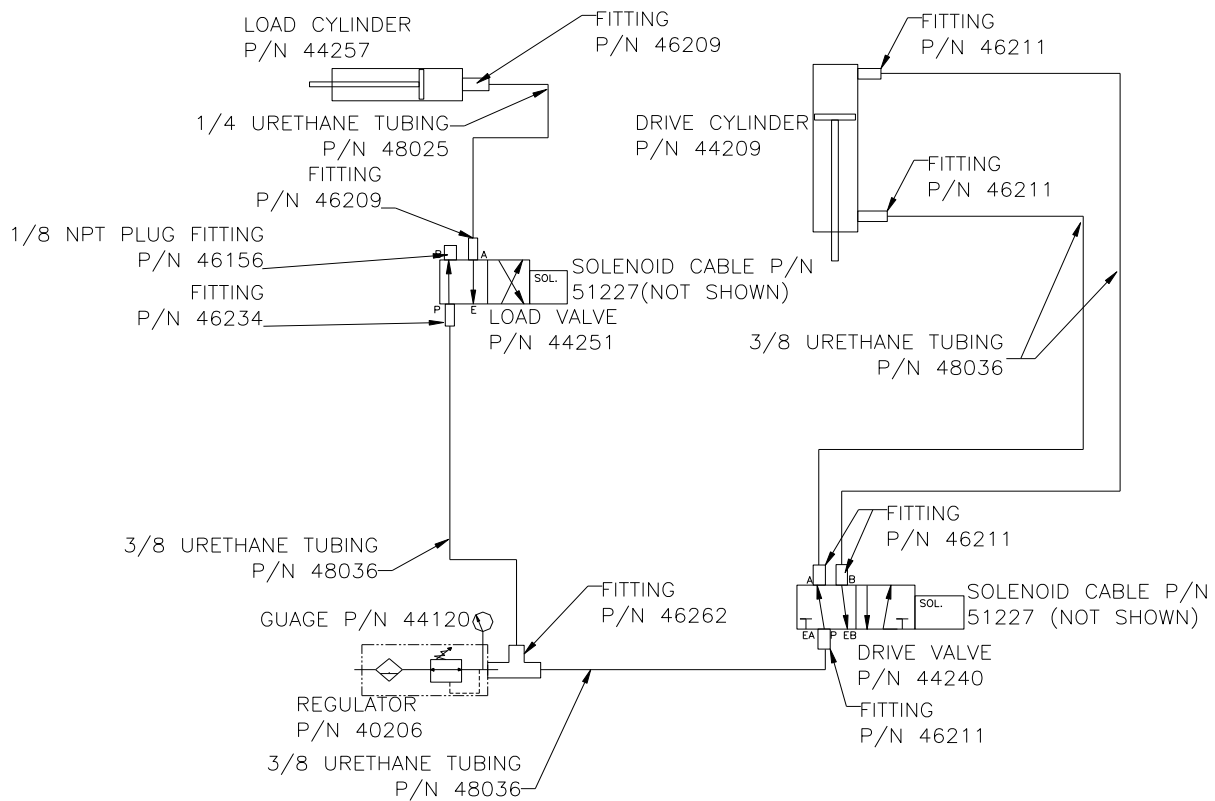 LOAD CYLINDER
P/N 44257
FITTING
P/N 46209
FITTING
P/N 46211
1/4 URETHANE TUBING
P/N 48025
DRIVE CYLINDER
P/N 44209
FITTING
P/N 46209
FITTING
P/N 46211
1/8 NPT PLUG FITTING
P/N 46156
B
A
SOL.
SOLENOID CABLE P/N
51227(NOT SHOWN)
FITTING
P/N 46234
P
E
LOAD VALVE
P/N 44251
3/8 URETHANE TUBING
P/N 48036
3/8 URETHANE TUBING
P/N 48036
FITTING
P/N 46211
A
B
SOL.
SOLENOID CABLE P/N
51227 (NOT SHOWN)
EA
P
EB
GUAGE P/N 44120
FITTING
P/N 46262
DRIVE VALVE
P/N 44240
REGULATOR
P/N 40206
FITTING
P/N 46211
3/8 URETHANE TUBING
P/N 48036